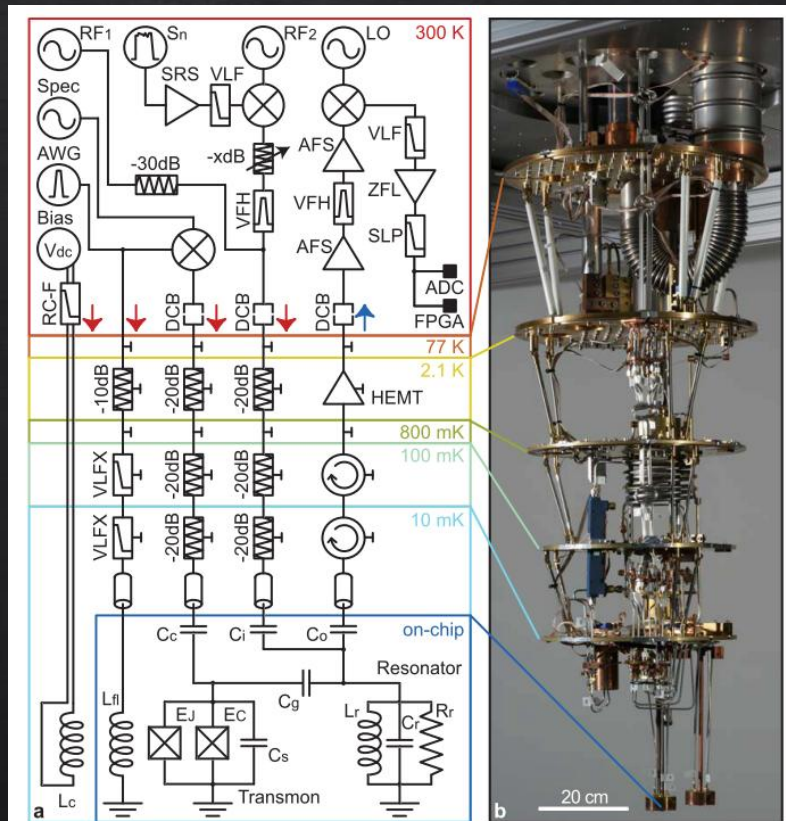 RF1
Sn
RF2
LO
300 K
SRS
VLF
Spec
AWG
-30dB
-xdB
AFS
VLF
VFH
VFH
ZFL
Bias
AFS
SLP
Vdc
ADC
FPGA
RC-F
DCB
DCB
DCB
77 K
2.1 K
-10dB
-20dB
-20dB
HEMT
800 mK
100 mK
VLFX
-20dB
-20dB
10 mK
VLFX
-20dB
-20dB
on-chip
Cc
Ci
Co
Resonator
Cg
Lfl
EJ
EC
Cs
Lr
Cr
Rr
Lc
Transmon
a
b
20 cm